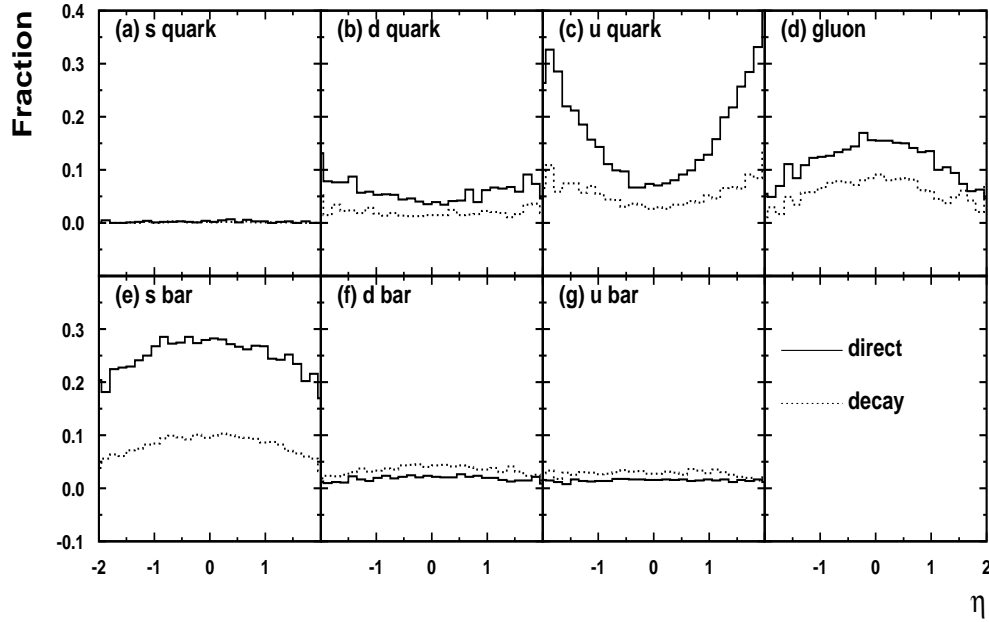 Fraction
0.4
0.3
0.2
0.1
0.0
(a) s quark
(b) d quark
(c) u quark
(d) gluon
0.3
0.2
0.1
0.0
-0.1
(e) s bar
(f) d bar
(g) u bar
direct
decay
-2 -1 0 1 -1 0 1 -1 0 1 -1 0 1 2
η